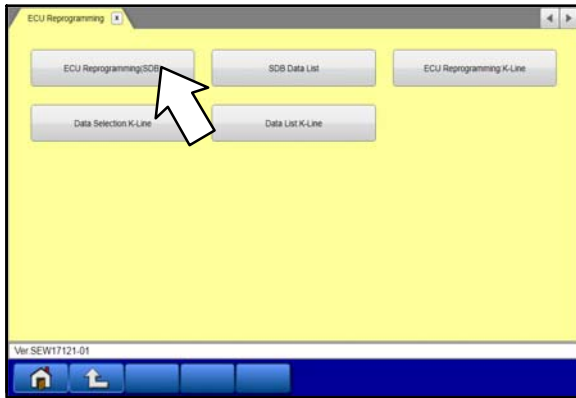 ECU Reprogramming x
ECU Reprogramming(SDB
SDB Data List
ECU Reprogramming:K-Line
Data Selection:K-Line
Data List:K-Line
Ver.SEW17121-01